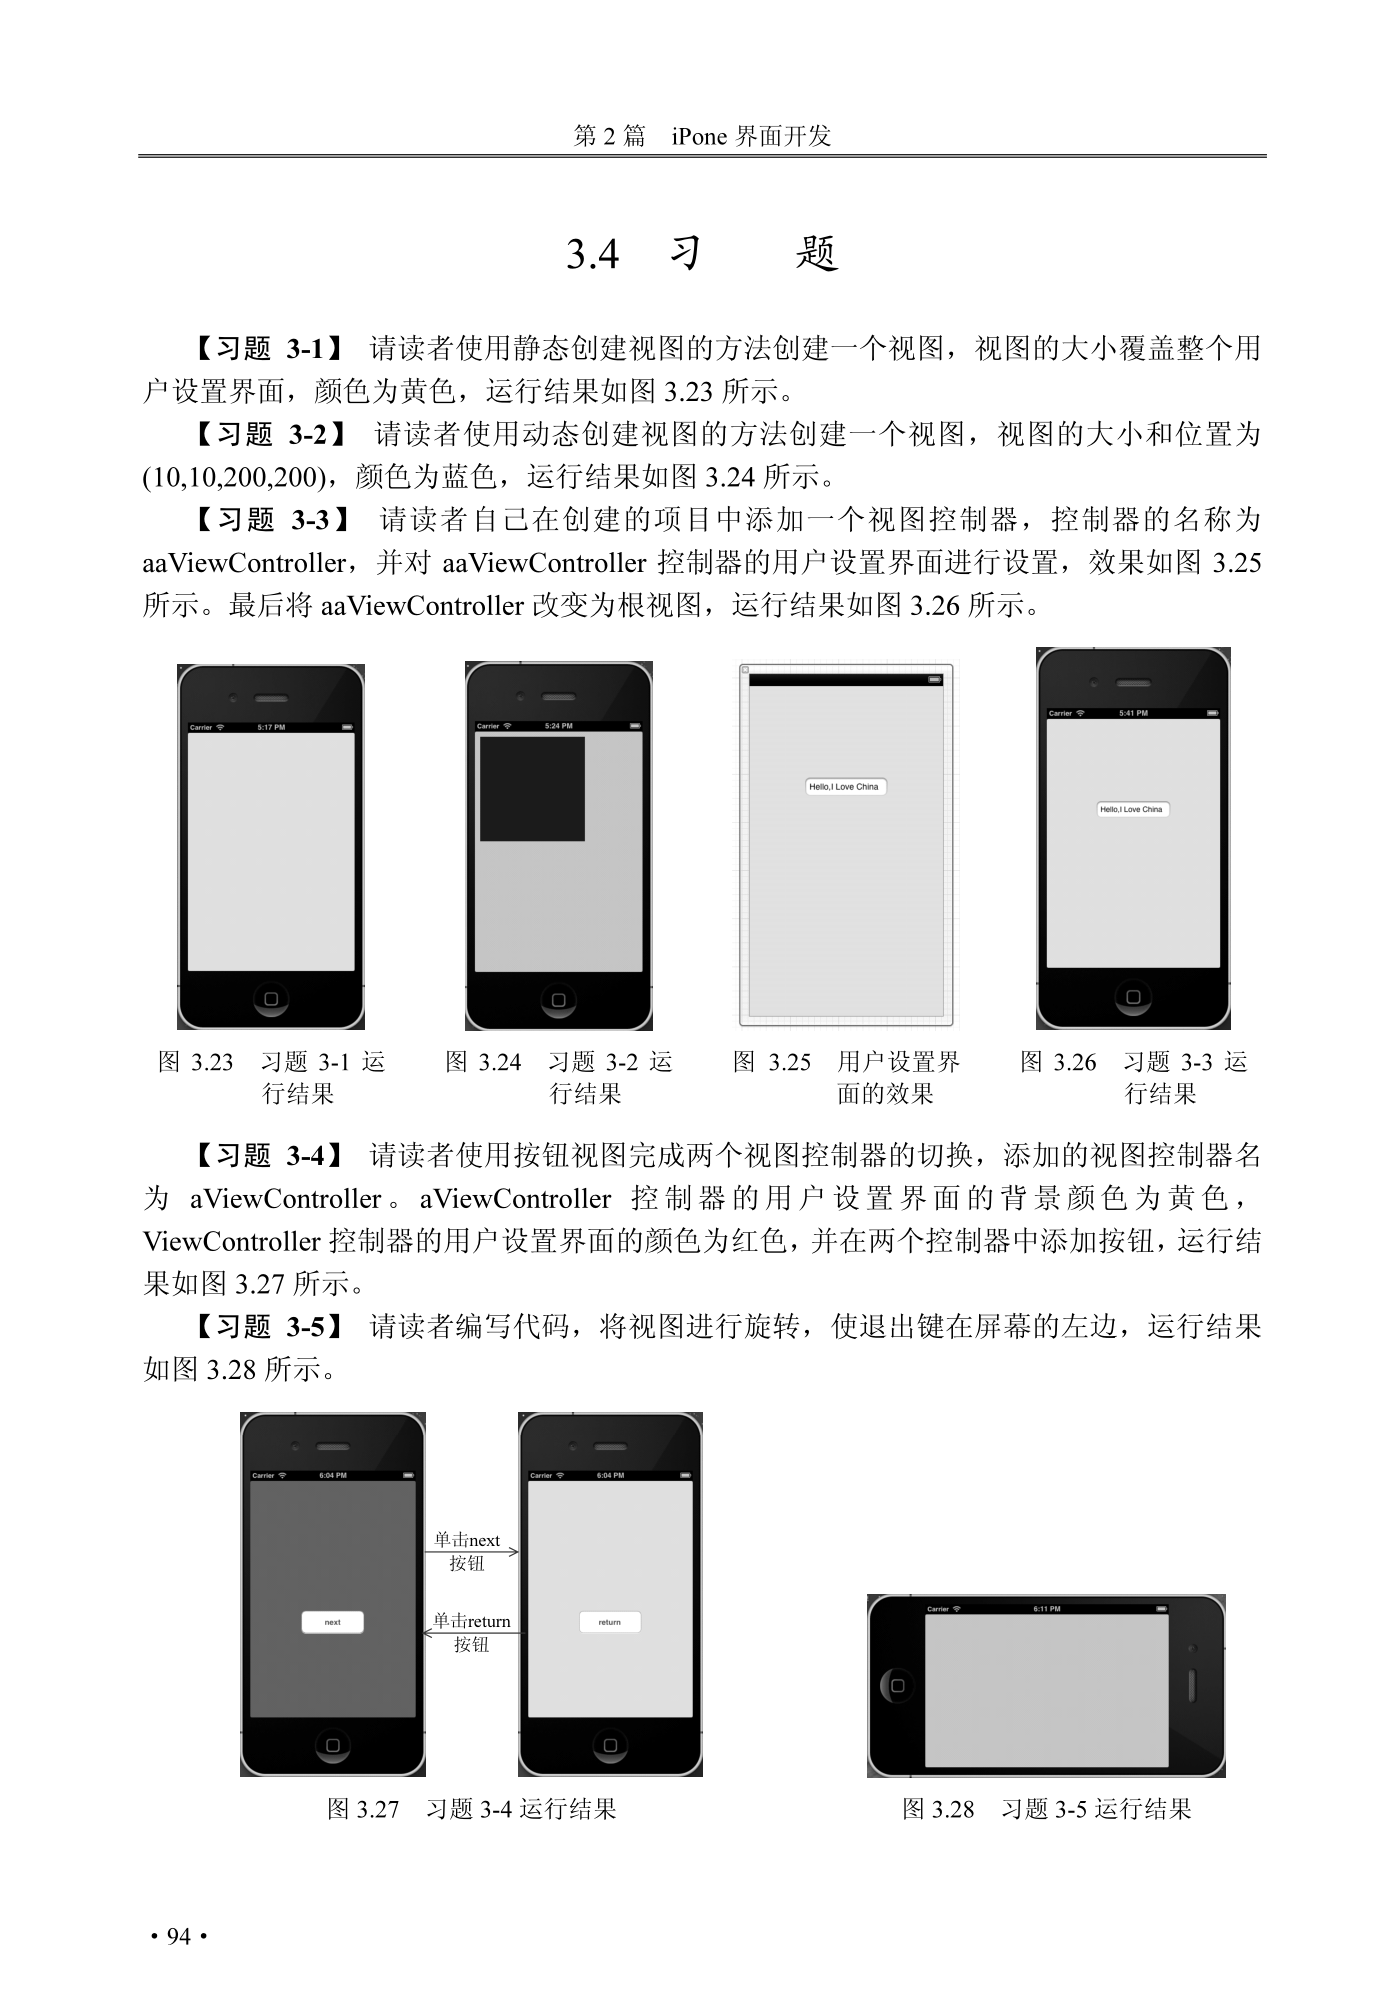 第 2 篇　iPone 界面开发
3.4　习　　题
【习题 3-1】 请读者使用静态创建视图的方法创建一个视图，视图的大小覆盖整个用
户设置界面，颜色为黄色，运行结果如图 3.23 所示。
【习题 3-2】 请读者使用动态创建视图的方法创建一个视图，视图的大小和位置为
(10,10,200,200)，颜色为蓝色，运行结果如图 3.24 所示。
【习题 3-3】 请读者自己在创建的项目中添加一个视图控制器，控制器的名称为
aaViewController，并对 aaViewController 控制器的用户设置界面进行设置，效果如图 3.25
所示。最后将 aaViewController 改变为根视图，运行结果如图 3.26 所示。
Carrier 5:17 PM
Carrier 5:24 PM
Hello,I Love China
Carrier 5:41 PM
Hello,I Love China
图 3.23　习题 3-1 运
行结果
图 3.24　习题 3-2 运
行结果
图 3.25　用户设置界
面的效果
图 3.26　习题 3-3 运
行结果
【习题 3-4】 请读者使用按钮视图完成两个视图控制器的切换，添加的视图控制器名
为 aViewController。aViewController 控制器的用户设置界面的背景颜色为黄色，
ViewController 控制器的用户设置界面的颜色为红色，并在两个控制器中添加按钮，运行结
果如图 3.27 所示。
【习题 3-5】 请读者编写代码，将视图进行旋转，使退出键在屏幕的左边，运行结果
如图 3.28 所示。
Carrier 6:04 PM
next
单击next
按钮
单击return
按钮
Carrier 6:04 PM
return
Carrier 6:11 PM
图 3.27　习题 3-4 运行结果
图 3.28　习题 3-5 运行结果
·94·